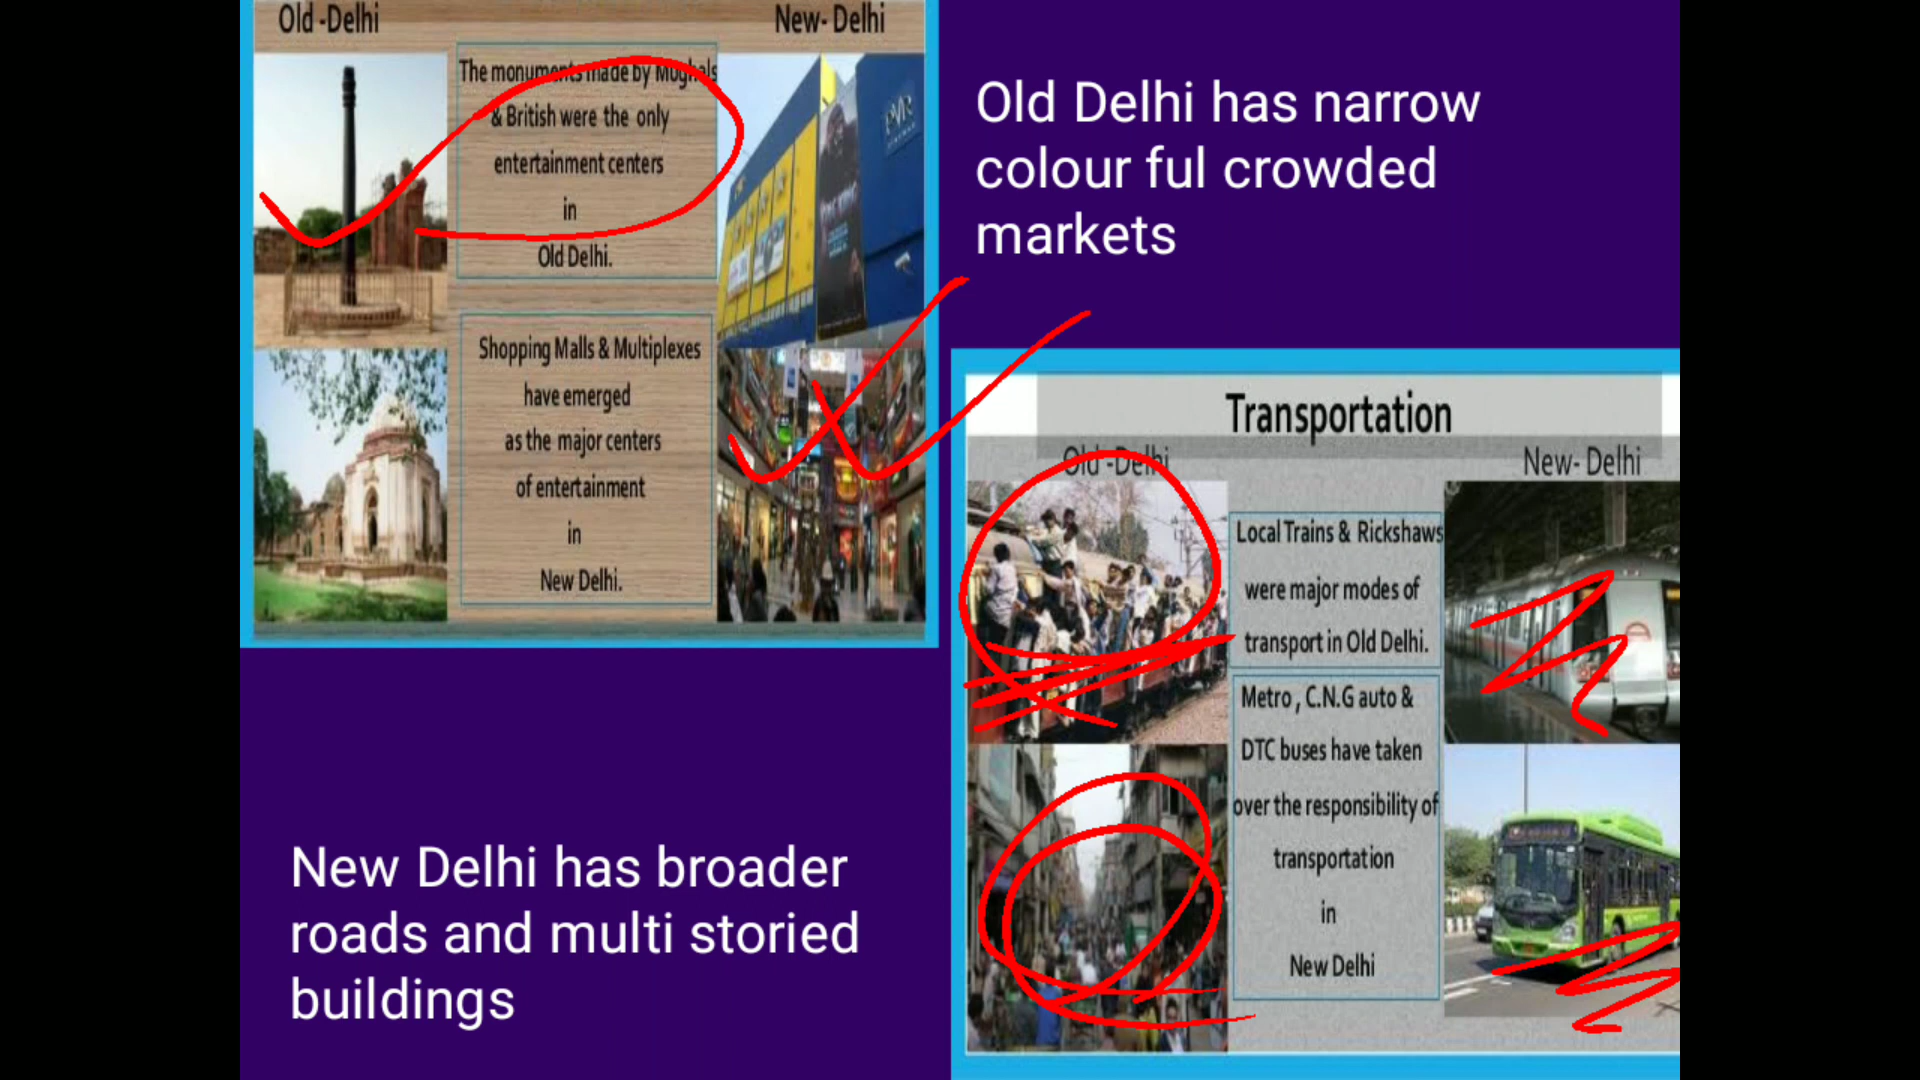 Old -Delhi
New- Delhi
The monuments made by Mughals
& British were the only
entertainment centers
in
Old Delhi.
PVR
Shopping Malls & Multiplexes
have emerged
as the major centers
of entertainment
in
New Delhi.
Old Delhi has narrow
colour ful crowded
markets
Transportation
Old -Delhi
New- Delhi
Local Trains & Rickshaws
were major modes of
transport in Old Delhi.
Metro , C.N.G auto &
DTC buses have taken
over the responsibility of
transportation
in
New Delhi
New Delhi has broader
roads and multi storied
buildings